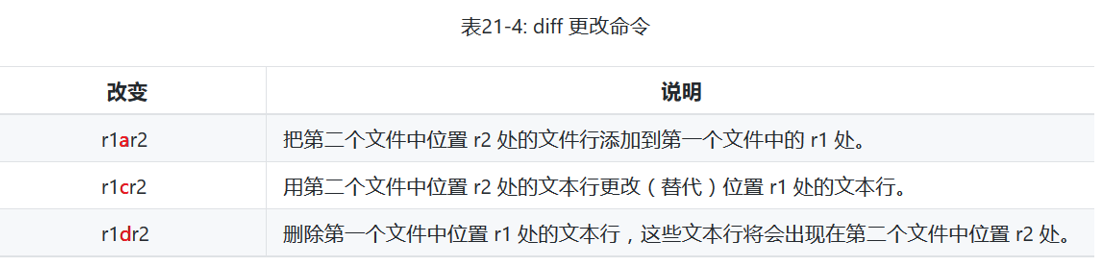 表21-4: diff 更改命令
改变 说明
r1ar2 把第二个文件中位置 r2 处的文件行添加到第一个文件中的 r1 处。
r1cr2 用第二个文件中位置 r2 处的文本行更改（替代）位置 r1 处的文本行。
r1dr2 删除第一个文件中位置 r1 处的文本行，这些文本行将会出现在第二个文件中位置 r2 处。